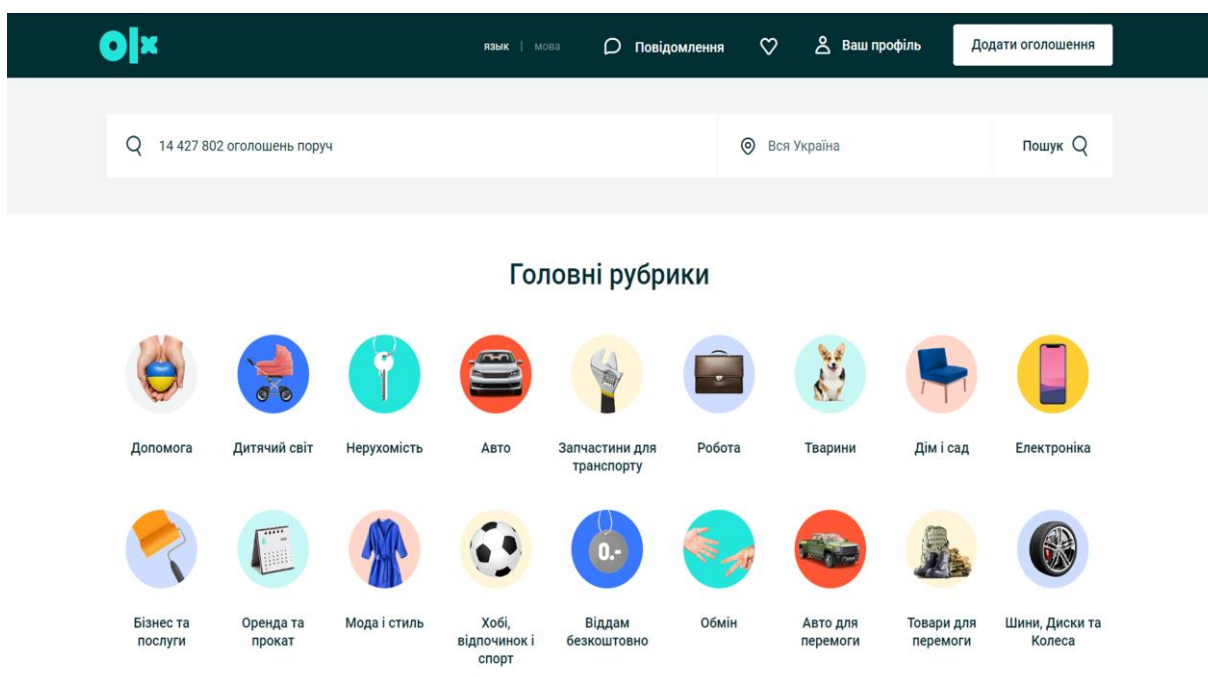 olx
язык | мова
Повідомлення
Ваш профіль
Додати оголошення
14 427 802 оголошень поруч
Вся Україна
Пошук
Головні рубрики
Допомога
Дитячий світ
Нерухомість
Авто
Запчастини для
транспорту
Робота
Тварини
Дім і сад
Електроніка
0.-
Бізнес та
послуги
Оренда та
прокат
Мода і стиль
Хобі,
відпочинок і
спорт
Віддам
безкоштовно
Обмін
Авто для
перемоги
Товари для
перемоги
Шини, Диски та
Колеса